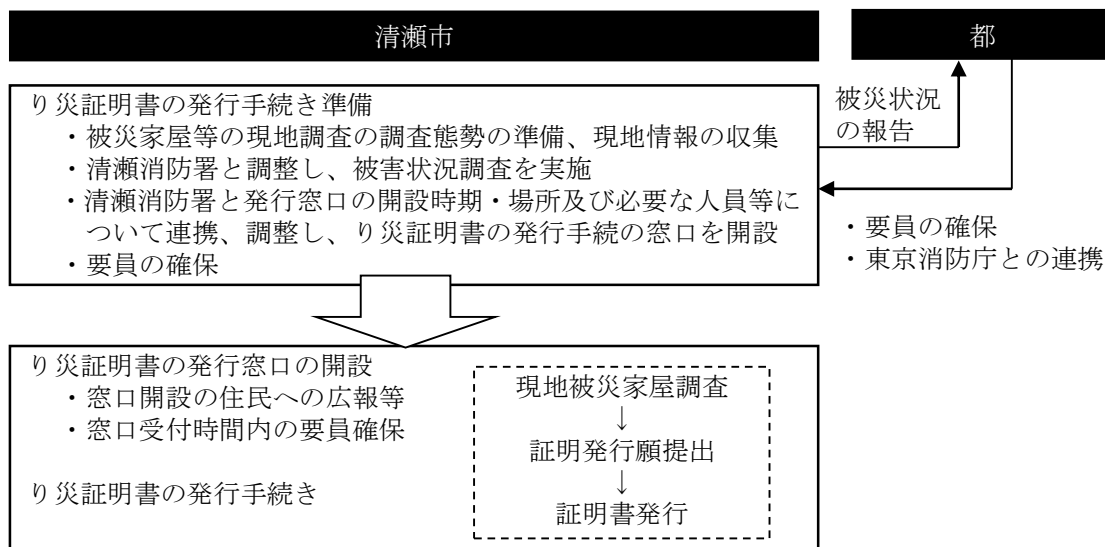 清瀬市
都
り災証明書の発行手続き準備
・被災家屋等の現地調査の調査態勢の準備、現地情報の収集
・清瀬消防署と調整し、被害状況調査を実施
・清瀬消防署と発行窓口の開設時期・場所及び必要な人員等に
ついて連携、調整し、り災証明書の発行手続の窓口を開設
・要員の確保
被災状況
の報告
・要員の確保
・東京消防庁との連携
り災証明書の発行窓口の開設
・窓口開設の住民への広報等
・窓口受付時間内の要員確保
り災証明書の発行手続き
現地被災家屋調査
↓
証明発行願提出
↓
証明書発行